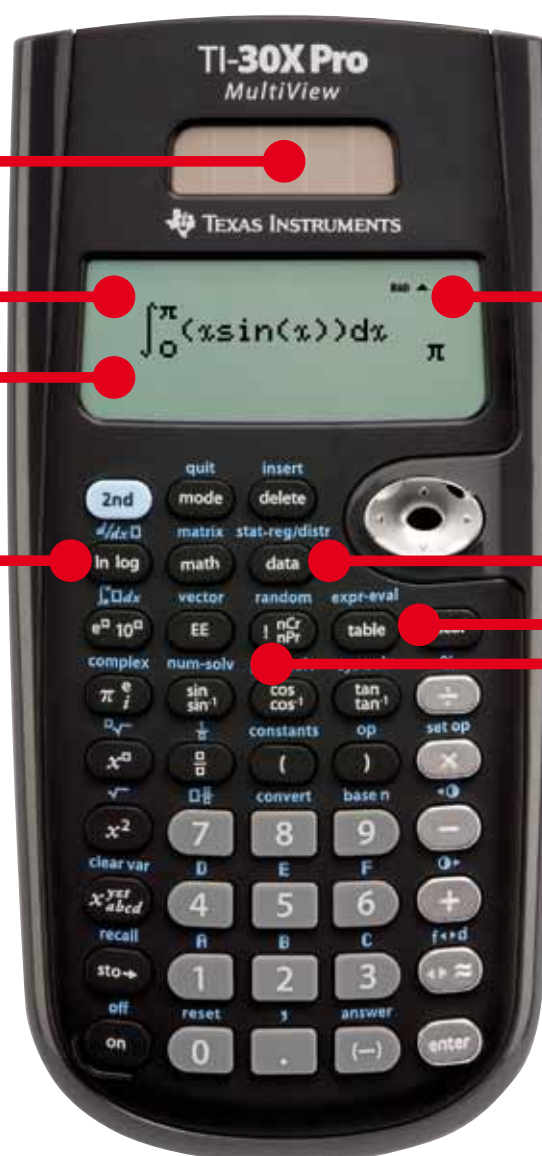 TI-30X Pro
MultiView
TEXAS INSTRUMENTS
RAD
∫₀^π(xsin(x))dx π
quit insert
2nd mode delete
d/dx□ matrix stat-reg/distr
ln log math data
∫□dx vector random expr-eval
e□ 10□ EE ! nCr nPr table
complex num-solv
π e i sin sin-1 cos cos-1 tan tan-1 ÷
□√ 1/□ constants op set op
x□ □/□ ( ) ×
√ □□/□ convert base n
x² 7 8 9 −
clear var D E F
x yzt abcd 4 5 6 +
recall A B C f◂▸d
sto→ 1 2 3 ◂▸≈
off reset , answer
on 0 . (−) enter